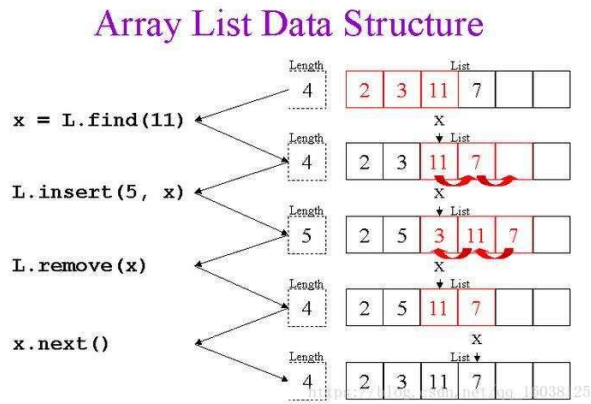 Array List Data Structure
Length List
4 2 3 11 7
x = L.find(11) X
Length List
4 2 3 11 7
L.insert(5, x) X
Length List
5 2 5 3 11 7
L.remove(x) X
Length List
4 2 5 11 7
x.next() X
Length List
4 2 3 11 7